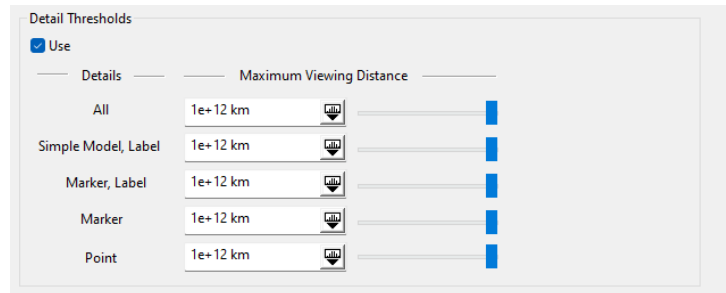 Detail Thresholds
Use
Details Maximum Viewing Distance
All 1e+12 km
Simple Model, Label 1e+12 km
Marker, Label 1e+12 km
Marker 1e+12 km
Point 1e+12 km